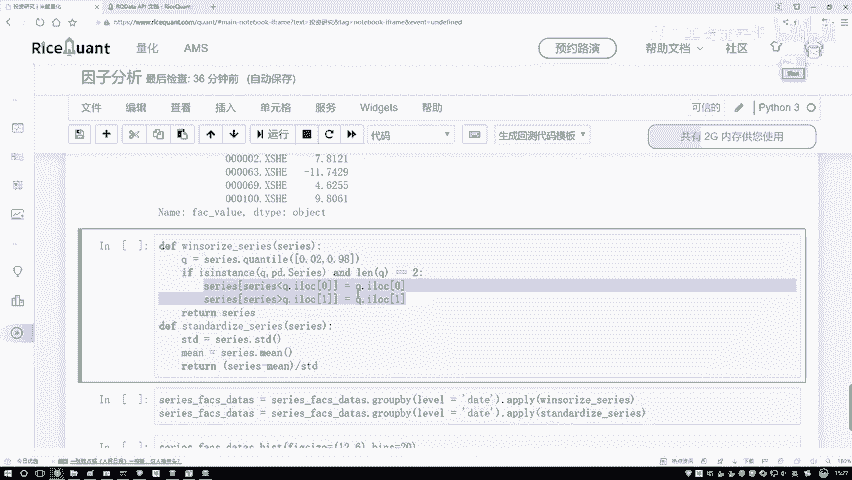 RQData API 文档 | RiceQuant
https://www.ricequant.com/quant/#main-notebook-iframe?text=投资研究&tag=notebook-iframe&event=undefined
RiceQuant 量化 AMS 预约路演 帮助文档 社区
因子分析 最后检查: 36 分钟前 (自动保存)
文件 编辑 查看 插入 单元格 服务 Widgets 帮助 可信的 Python 3
运行 代码 生成回测代码模板 共有 2G 内存供您使用
000002.XSHE 7.8121
000063.XSHE -11.7429
000069.XSHE 4.6255
000100.XSHE 9.8061
Name: fac_value, dtype: object
In [ ]: def winsorize_series(series):
q = series.quantile([0.02,0.98])
if isinstance(q,pd.Series) and len(q) == 2:
series[series<q.iloc[0]] = q.iloc[0]
series[series>q.iloc[1]] = q.iloc[1]
return series
def standardize_series(series):
std = series.std()
mean = series.mean()
return (series-mean)/std
In [ ]: series_facs_datas = series_facs_datas.groupby(level = 'date').apply(winsorize_series)
series_facs_datas = series_facs_datas.groupby(level = 'date').apply(standardize_series)
In [ ]: series_facs_datas.hist(figsize=(12,6),bins=20)
15:27